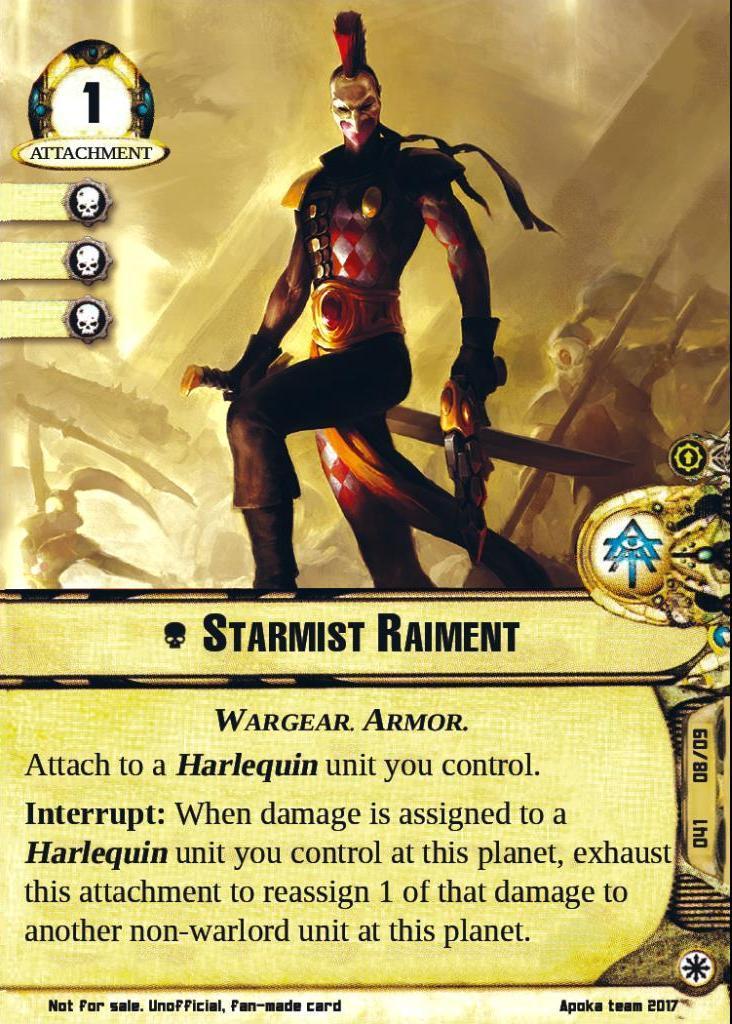 1
ATTACHMENT
STARMIST RAIMENT
WARGEAR. ARMOR.
Attach to a Harlequin unit you control.
Interrupt: When damage is assigned to a
Harlequin unit you control at this planet, exhaust
this attachment to reassign 1 of that damage to
another non-warlord unit at this planet.
041 08/09
Not for sale. Unofficial, fan-made card
Apoka team 2017